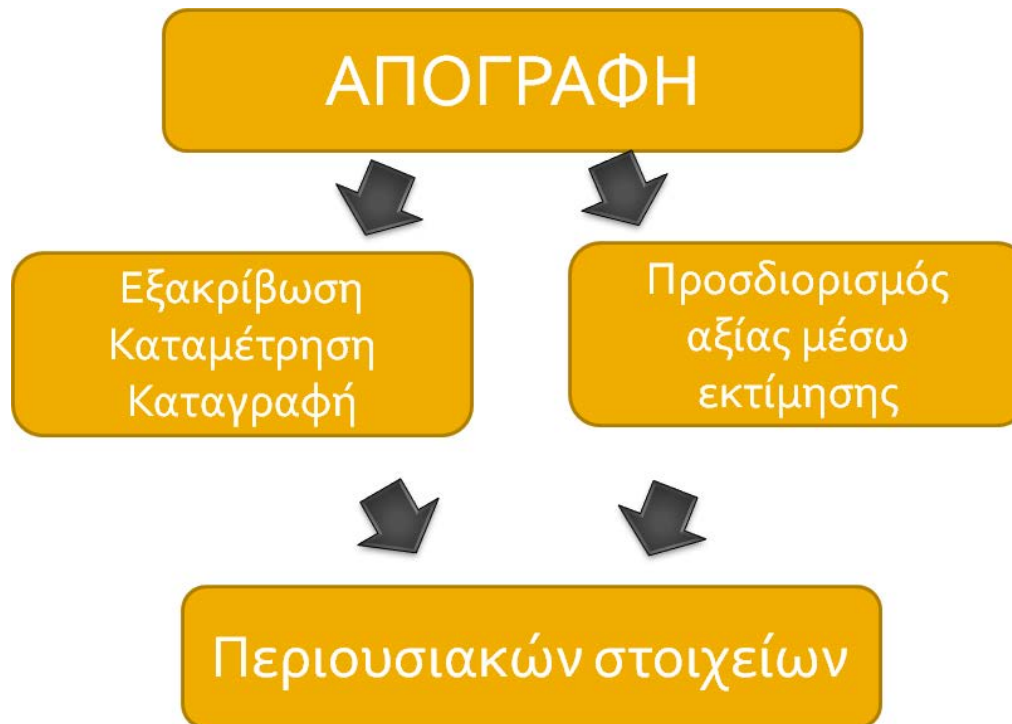 ΑΠΟΓΡΑΦΗ
Εξακρίβωση
Καταμέτρηση
Καταγραφή
Προσδιορισμός
αξίας μέσω
εκτίμησης
Περιουσιακών στοιχείων